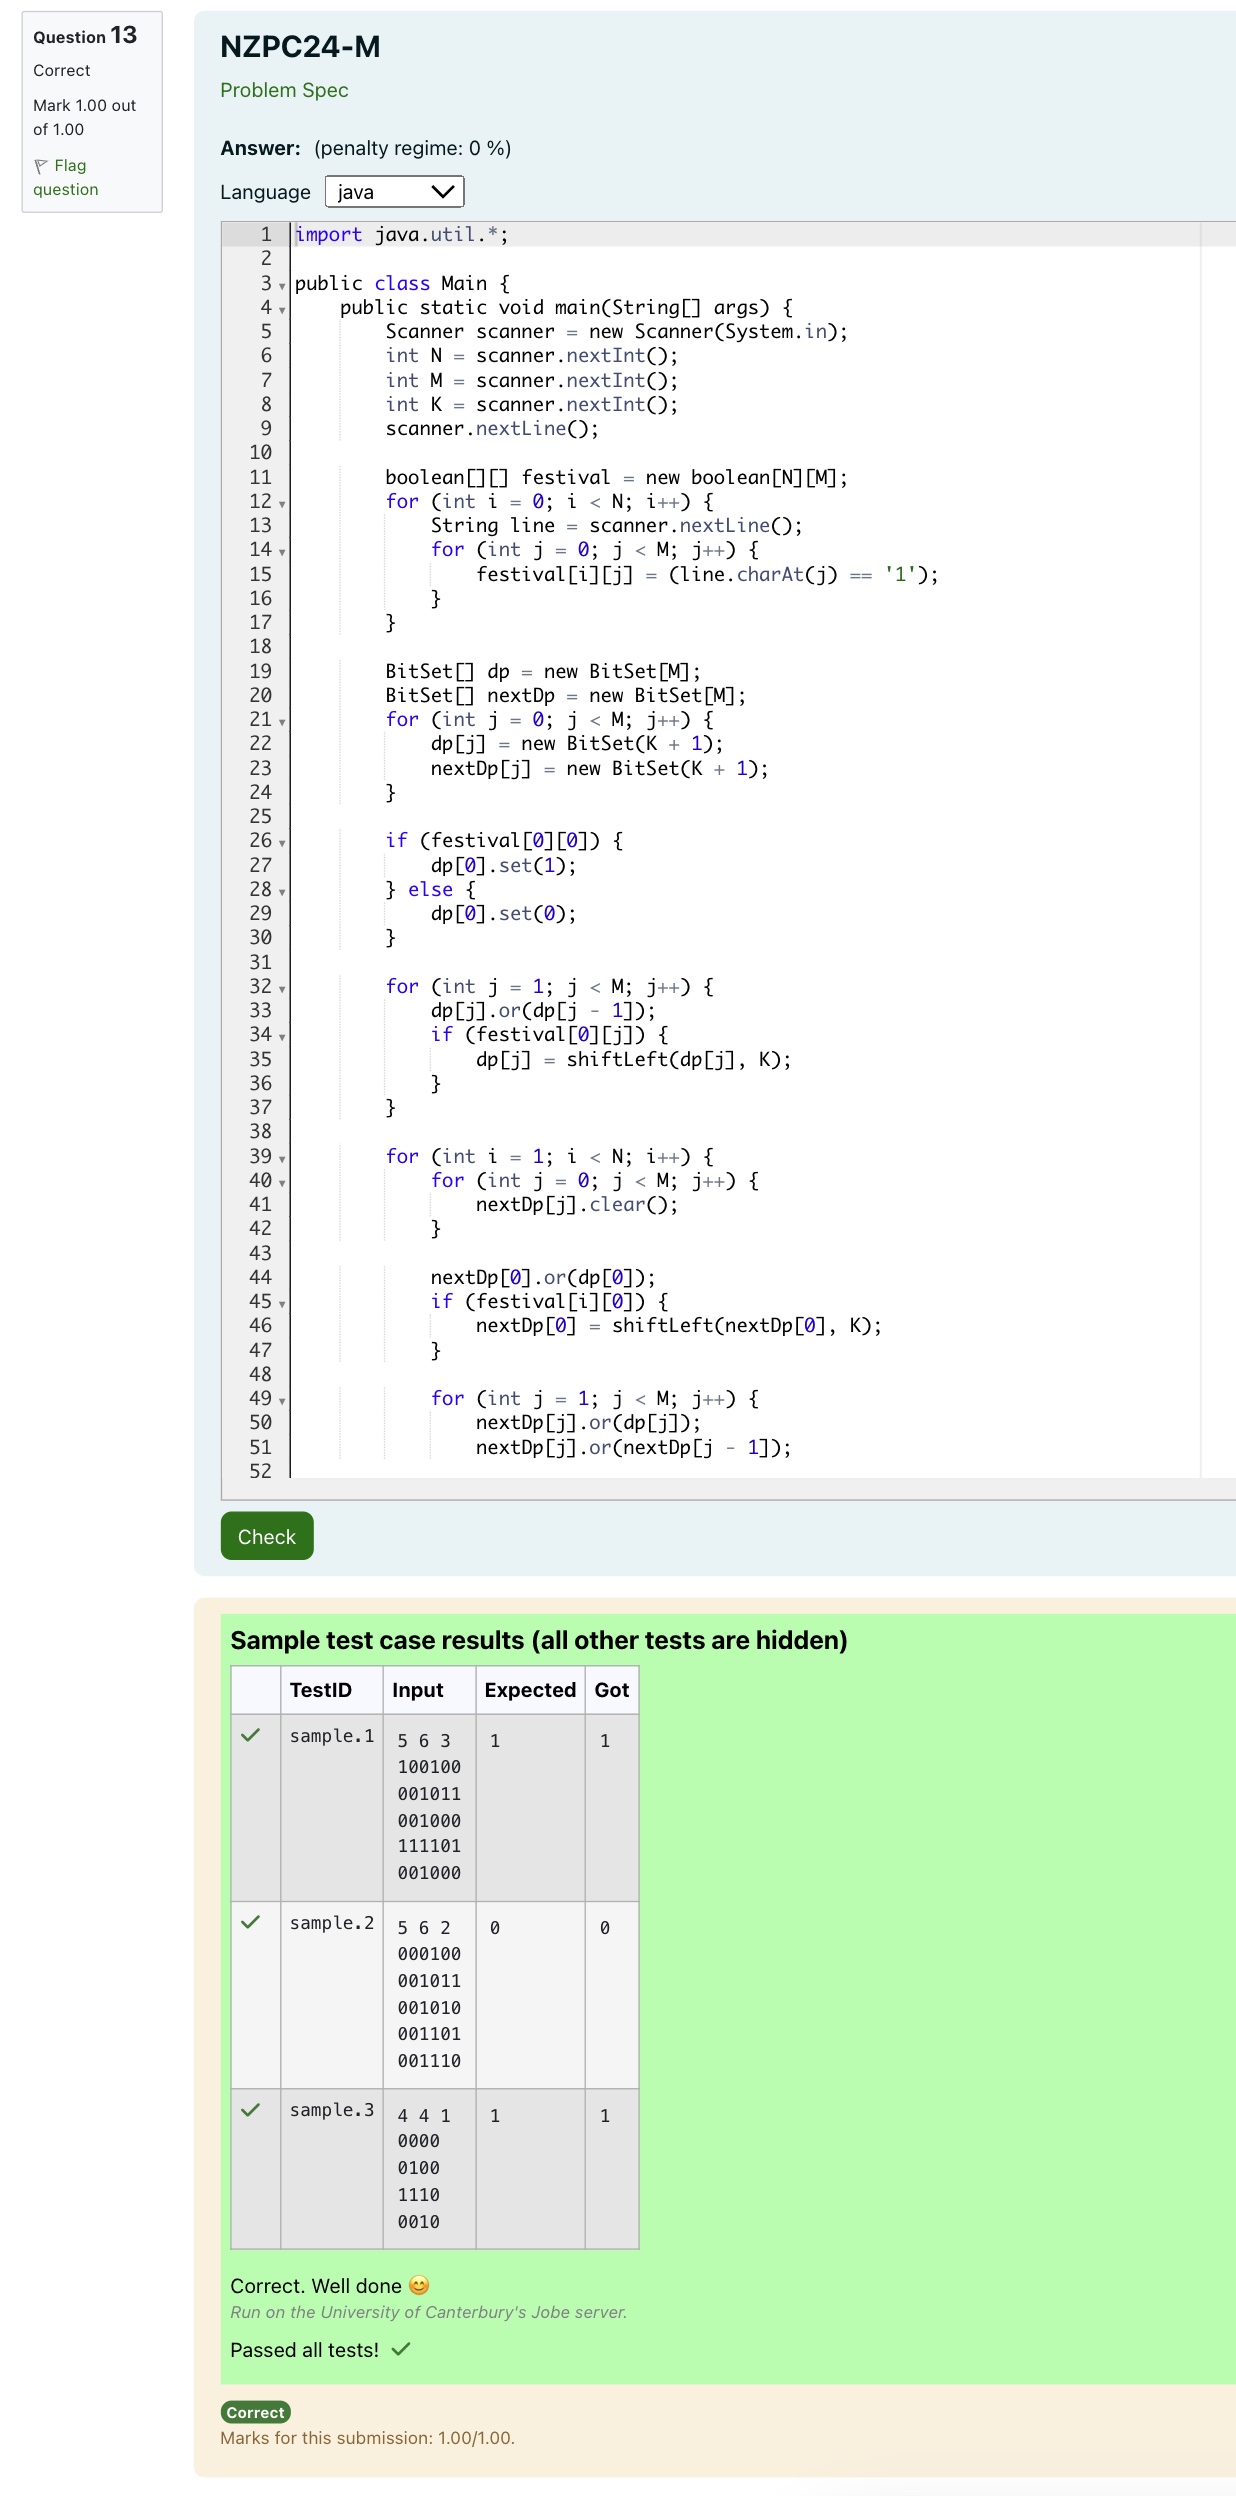 Question 13
Correct
Mark 1.00 out
of 1.00
Flag
question
NZPC24-M
Problem Spec
Answer: (penalty regime: 0 %)
Language java
1 import java.util.*;
2
3 public class Main {
4     public static void main(String[] args) {
5         Scanner scanner = new Scanner(System.in);
6         int N = scanner.nextInt();
7         int M = scanner.nextInt();
8         int K = scanner.nextInt();
9         scanner.nextLine();
10
11         boolean[][] festival = new boolean[N][M];
12         for (int i = 0; i < N; i++) {
13             String line = scanner.nextLine();
14             for (int j = 0; j < M; j++) {
15                 festival[i][j] = (line.charAt(j) == '1');
16             }
17         }
18
19         BitSet[] dp = new BitSet[M];
20         BitSet[] nextDp = new BitSet[M];
21         for (int j = 0; j < M; j++) {
22             dp[j] = new BitSet(K + 1);
23             nextDp[j] = new BitSet(K + 1);
24         }
25
26         if (festival[0][0]) {
27             dp[0].set(1);
28         } else {
29             dp[0].set(0);
30         }
31
32         for (int j = 1; j < M; j++) {
33             dp[j].or(dp[j - 1]);
34             if (festival[0][j]) {
35                 dp[j] = shiftLeft(dp[j], K);
36             }
37         }
38
39         for (int i = 1; i < N; i++) {
40             for (int j = 0; j < M; j++) {
41                 nextDp[j].clear();
42             }
43
44             nextDp[0].or(dp[0]);
45             if (festival[i][0]) {
46                 nextDp[0] = shiftLeft(nextDp[0], K);
47             }
48
49             for (int j = 1; j < M; j++) {
50                 nextDp[j].or(dp[j]);
51                 nextDp[j].or(nextDp[j - 1]);
52
Check
Sample test case results (all other tests are hidden)
TestID Input Expected Got
sample.1 5 6 3 1 1
100100
001011
001000
111101
001000
sample.2 5 6 2 0 0
000100
001011
001010
001101
001110
sample.3 4 4 1 1 1
0000
0100
1110
0010
Correct. Well done 😊
Run on the University of Canterbury's Jobe server.
Passed all tests! ✓
Correct
Marks for this submission: 1.00/1.00.